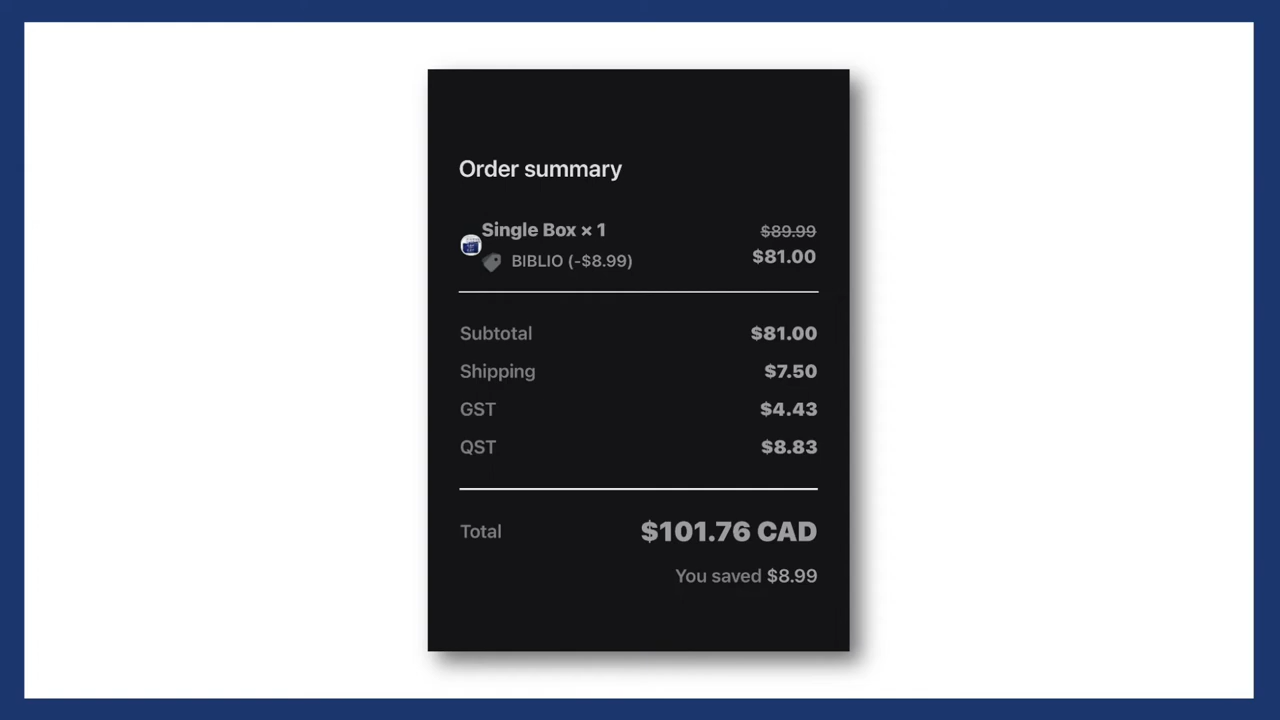 Order summary
Single Box × 1 $89.99
BIBLIO (-$8.99) $81.00
Subtotal $81.00
Shipping $7.50
GST $4.43
QST $8.83
Total $101.76 CAD
You saved $8.99